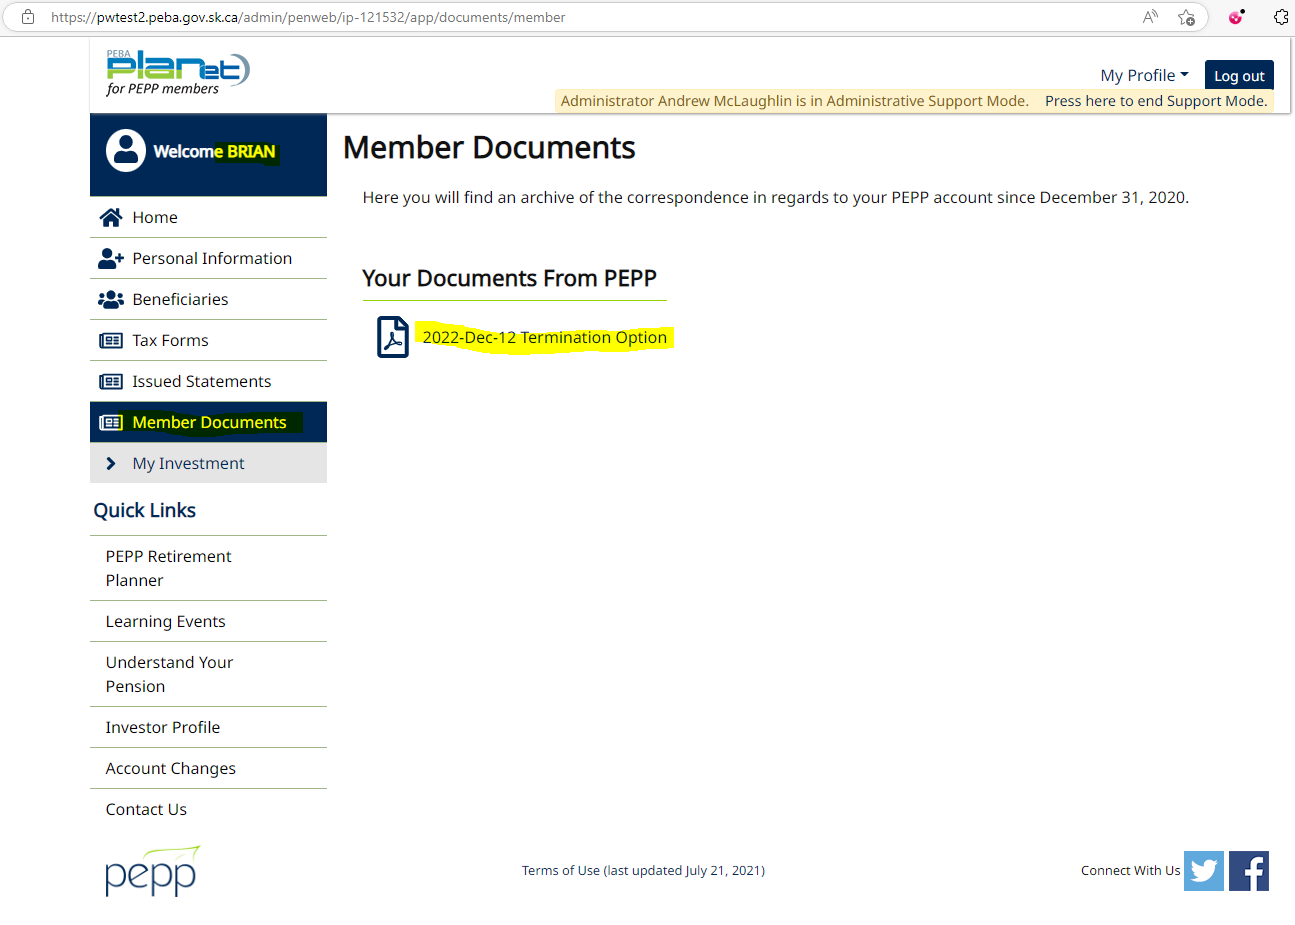 https://pwtest2.peba.gov.sk.ca/admin/penweb/ip-121532/app/documents/member
PEBA
planet
for PEPP members
My Profile
Log out
Administrator Andrew McLaughlin is in Administrative Support Mode. Press here to end Support Mode.
Welcome BRIAN
Home
Personal Information
Beneficiaries
Tax Forms
Issued Statements
Member Documents
My Investment
Quick Links
PEPP Retirement
Planner
Learning Events
Understand Your
Pension
Investor Profile
Account Changes
Contact Us
Member Documents
Here you will find an archive of the correspondence in regards to your PEPP account since December 31, 2020.
Your Documents From PEPP
2022-Dec-12 Termination Option
pepp
Terms of Use (last updated July 21, 2021)
Connect With Us